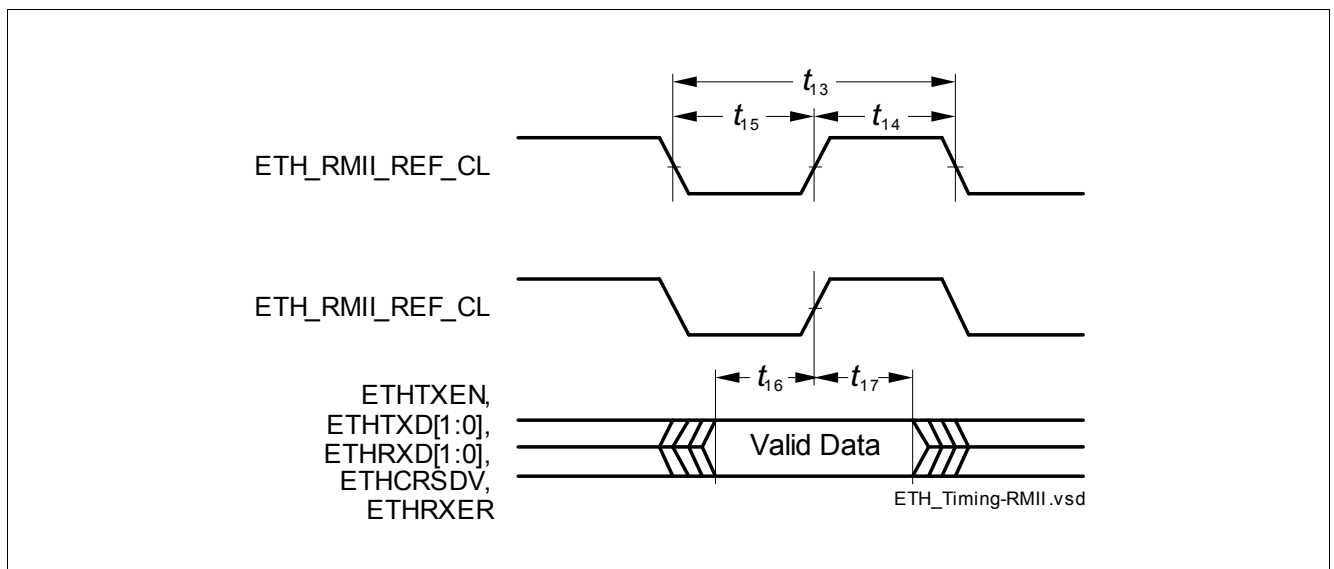 t13
t15
t14
ETH_RMII_REF_CL
ETH_RMII_REF_CL
t16
t17
ETHTXEN,
ETHTXD[1:0],
ETHRXD[1:0],
ETHCRSDV,
ETHRXER
Valid Data
ETH_Timing-RMII.vsd